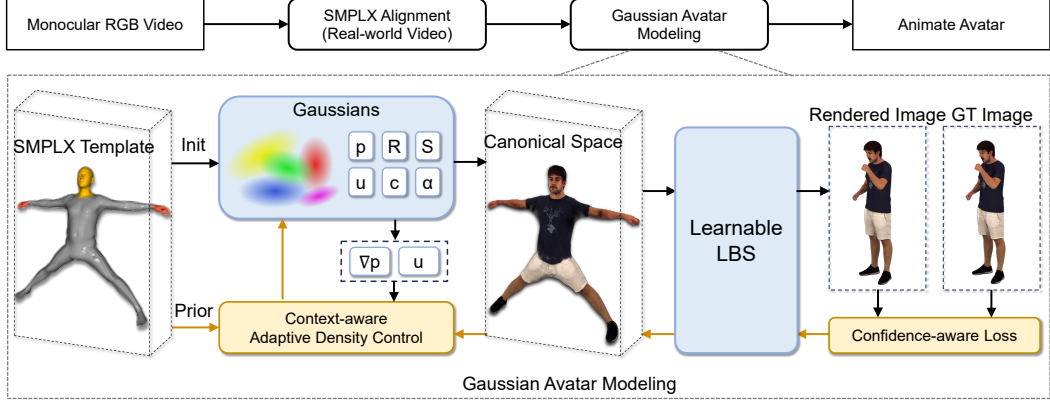 Monocular RGB Video
SMPLX Alignment
(Real-world Video)
Gaussian Avatar
Modeling
Animate Avatar
SMPLX Template
Init
Gaussians
p R S
u c α
∇p u
Prior
Context-aware
Adaptive Density Control
Canonical Space
Learnable
LBS
Rendered Image GT Image
Confidence-aware Loss
Gaussian Avatar Modeling